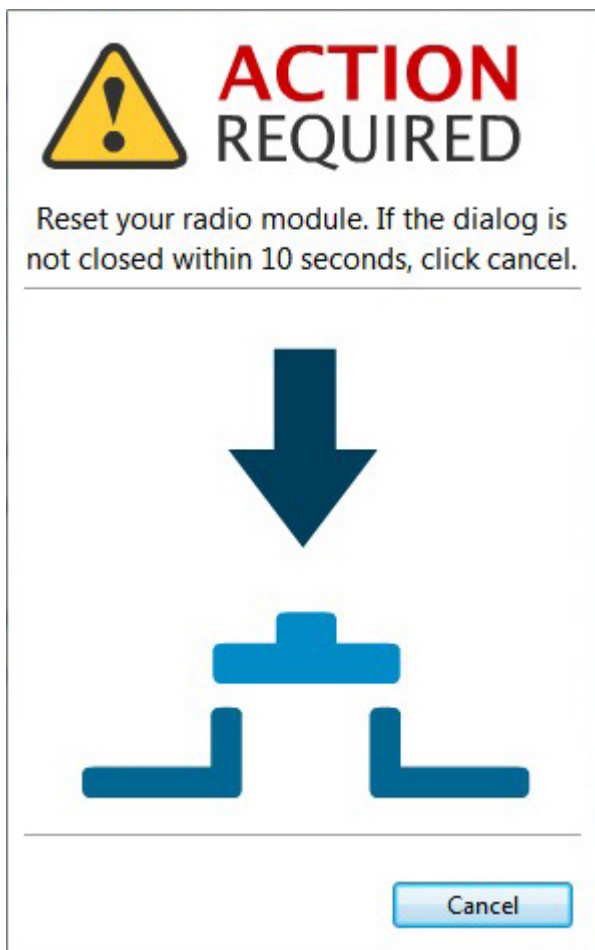 ACTION
REQUIRED
Reset your radio module. If the dialog is
not closed within 10 seconds, click cancel.
Cancel